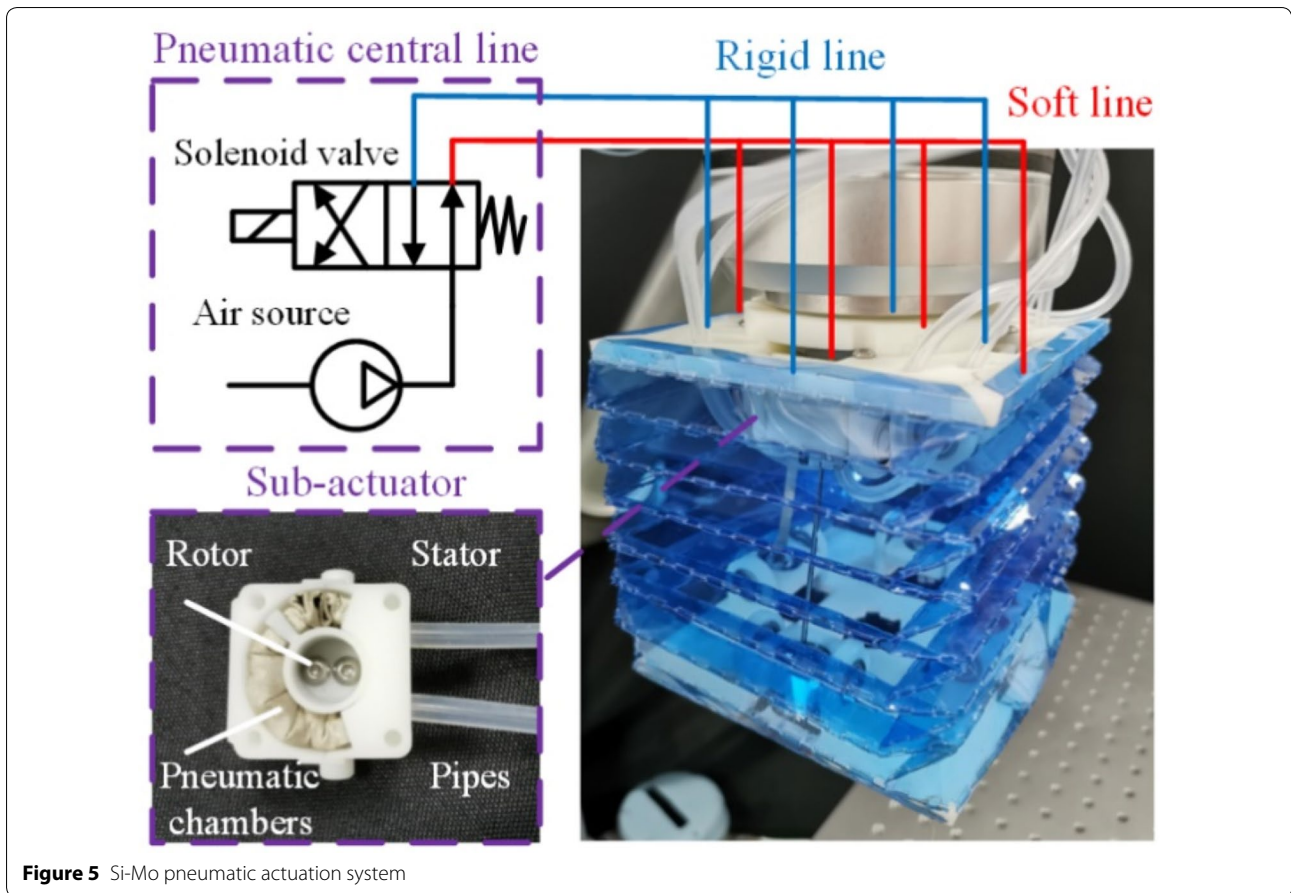 Pneumatic central line
Rigid line
Soft line
Solenoid valve
Air source
Sub-actuator
Rotor
Stator
Pneumatic
chambers
Pipes
Figure 5 Si-Mo pneumatic actuation system